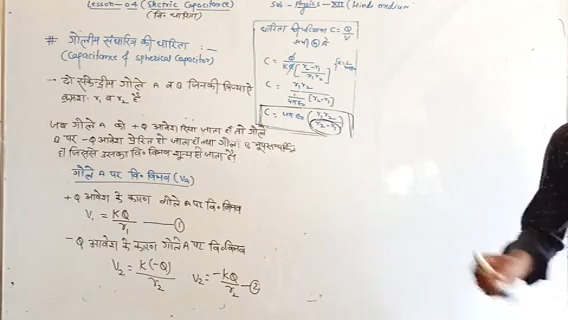 Lesson-04 (Electric Capacitance)
(वि० धारिता)
Sub - Physics - XII (Hindi medium)
# गोलीय संधारित्र की धारिता :-
(Capacitance of spherical Capacitor)
→ दो संकेन्द्रीय गोले A व B जिनकी त्रिज्याऐं
क्रमशः r₁ व r₂ है
जब गोले A को +Q आवेश दिया जाता है तो गोले
B पर -Q आवेश प्रेरित हो जाता है तथा गोला B
है जिससे उसका वि० विभव शून्य हो जाता है।
गोले A पर वि० विभव (VA)
+Q आवेश के कारण गोले A पर वि० विभव
V₁ = KQ/r₁ —— ①
-Q आवेश के कारण गोले A पर वि० विभव
V₂ = K(-Q)/r₂ V₂ = -KQ/r₂ — ②
धारिता C = Q/V
C = Q/KQ[r₂-r₁/r₁r₂]
C = r₁r₂/1/4πε₀[r₂-r₁]
C = 4πε₀(r₁r₂/r₂-r₁)